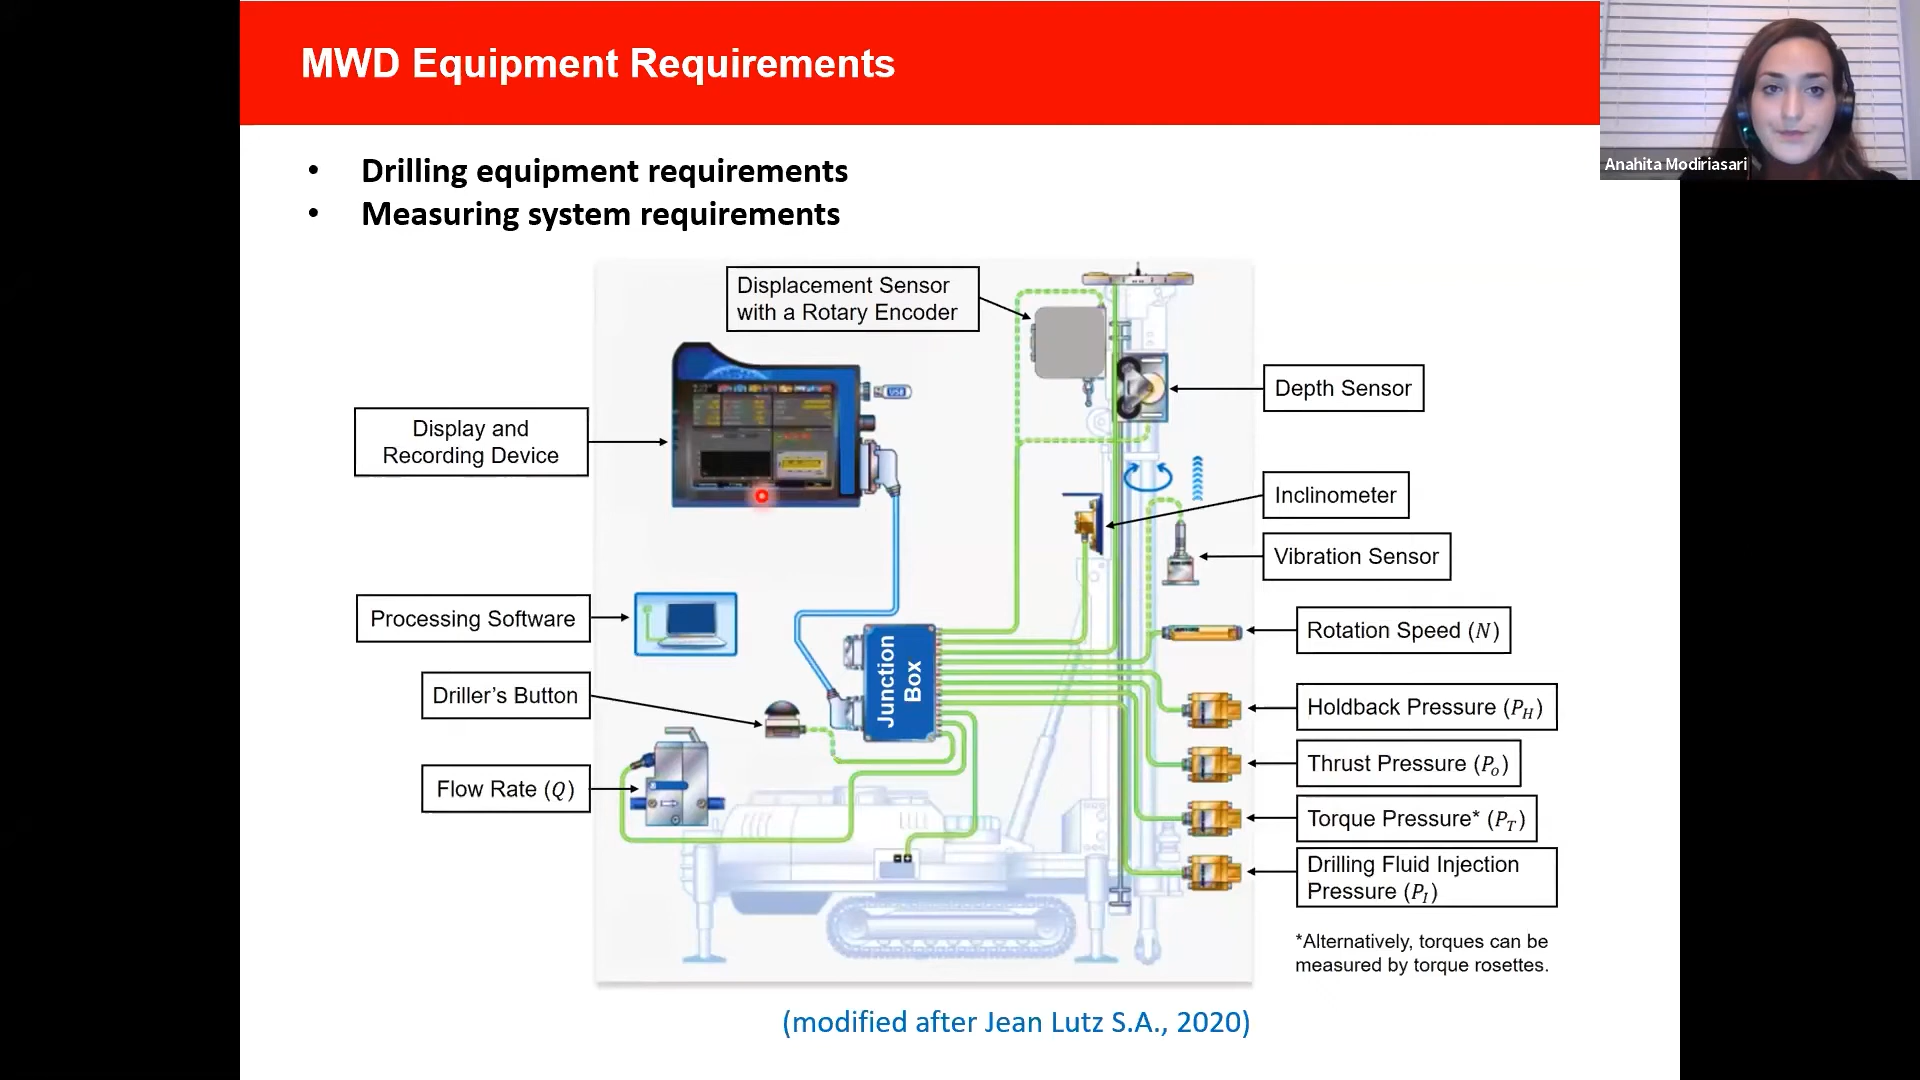 MWD Equipment Requirements
Anahita Modiriasari
• Drilling equipment requirements
• Measuring system requirements
Displacement Sensor
with a Rotary Encoder
Depth Sensor
Display and
Recording Device
USB
Inclinometer
Vibration Sensor
Processing Software
Rotation Speed (N)
Junction
Box
Driller’s Button
Holdback Pressure (P_H)
Thrust Pressure (P_o)
Flow Rate (Q)
Torque Pressure* (P_T)
Drilling Fluid Injection
Pressure (P_I)
*Alternatively, torques can be
measured by torque rosettes.
(modified after Jean Lutz S.A., 2020)